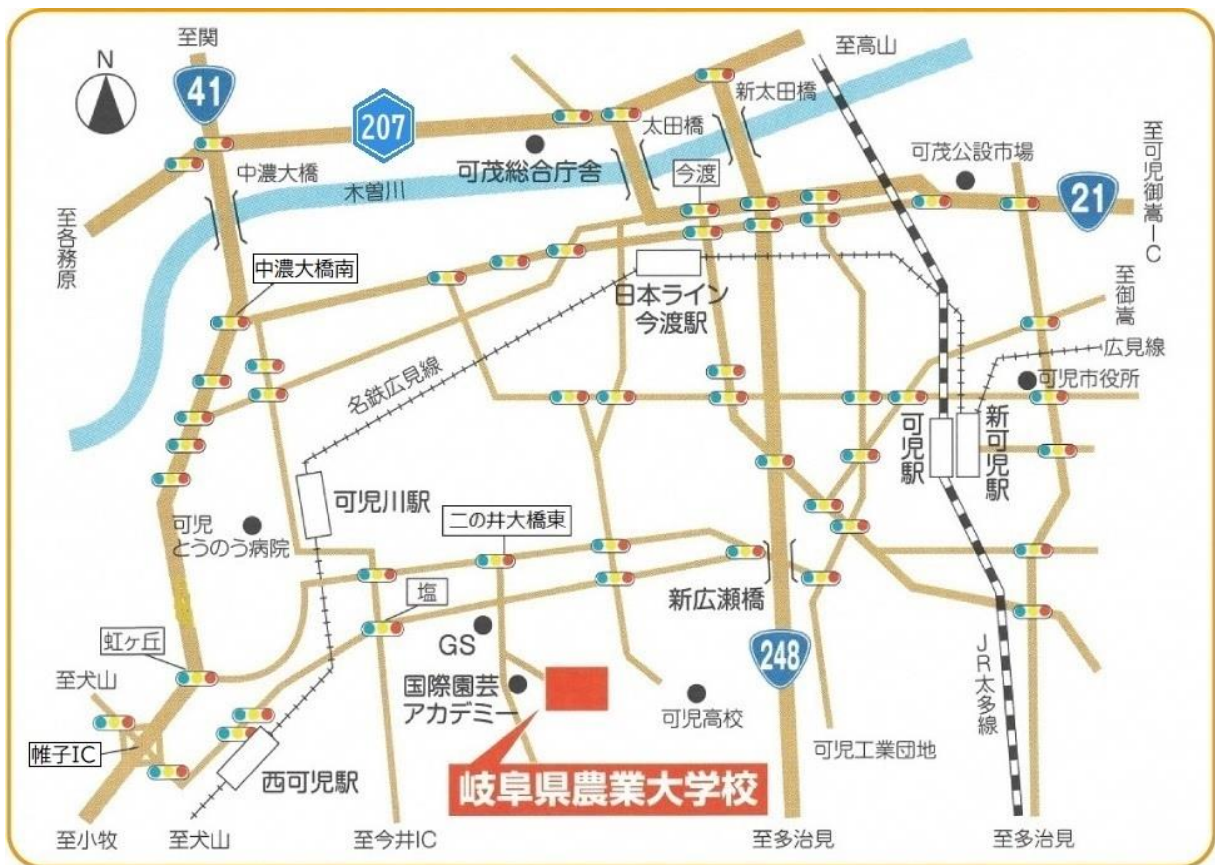 至関
N
41
207
至高山
新太田橋
太田橋
中濃大橋
木曽川
可茂総合庁舎
今渡
可茂公設市場
至可児御嵩IC
21
至各務原
中濃大橋南
日本ライン
今渡駅
至御嵩
広見線
名鉄広見線
可児市役所
可児駅
新可児駅
可児川駅
可児
とうのう病院
二の井大橋東
塩
新広瀬橋
虹ヶ丘
GS
248
JR太多線
至犬山
国際園芸
アカデミー
可児高校
可児工業団地
帷子IC
西可児駅
岐阜県農業大学校
至小牧
至犬山
至今井IC
至多治見
至多治見